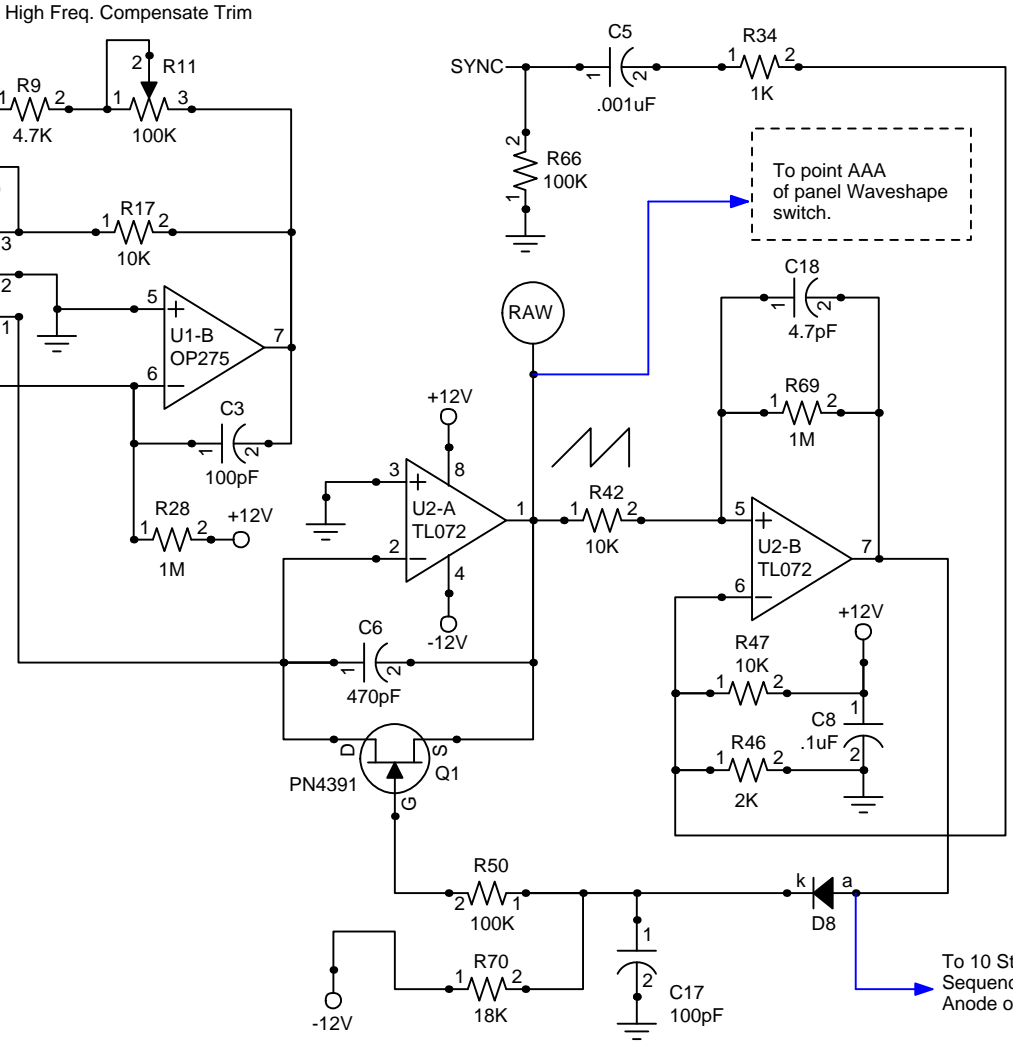 High Freq. Compensate Trim
SYNC
C5
1
2
.001uF
R34
1
2
1K
2
R11
1
3
100K
1
R9
2
4.7K
2
R66
100K
1
To point AAA
of panel Waveshape
switch.
R17
1
2
10K
3
2
1
5
+
U1-B
OP275
7
6
−
C3
1
2
100pF
R28
1
2
+12V
1M
RAW
C18
1
2
4.7pF
R69
1
2
1M
+12V
8
3
+
U2-A
TL072
1
2
−
4
-12V
R42
1
2
10K
5
+
U2-B
TL072
7
6
−
C6
1
2
470pF
+12V
R47
10K
1
2
1
C8
.1uF
2
R46
1
2
2K
D
S
Q1
PN4391
G
R50
2
1
100K
k
a
D8
R70
1
2
18K
-12V
1
2
C17
100pF
To 10
Anode